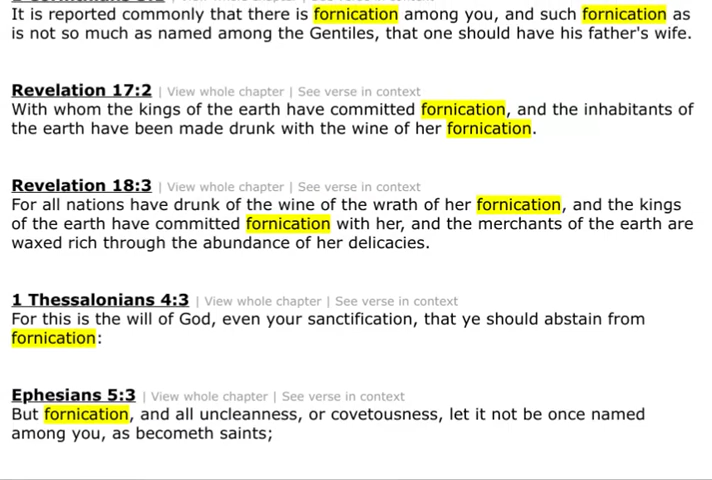 It is reported commonly that there is fornication among you, and such fornication as
is not so much as named among the Gentiles, that one should have his father's wife.
Revelation 17:2 | View whole chapter | See verse in context
With whom the kings of the earth have committed fornication, and the inhabitants of
the earth have been made drunk with the wine of her fornication.
Revelation 18:3 | View whole chapter | See verse in context
For all nations have drunk of the wine of the wrath of her fornication, and the kings
of the earth have committed fornication with her, and the merchants of the earth are
waxed rich through the abundance of her delicacies.
1 Thessalonians 4:3 | View whole chapter | See verse in context
For this is the will of God, even your sanctification, that ye should abstain from
fornication:
Ephesians 5:3 | View whole chapter | See verse in context
But fornication, and all uncleanness, or covetousness, let it not be once named
among you, as becometh saints;